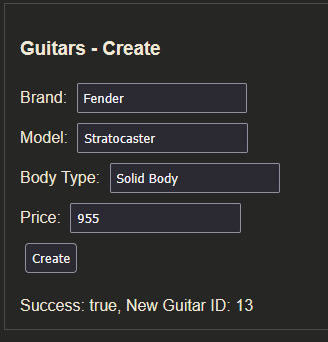 Guitars - Create
Brand: Fender
Model: Stratocaster
Body Type: Solid Body
Price: 955
Create
Success: true, New Guitar ID: 13